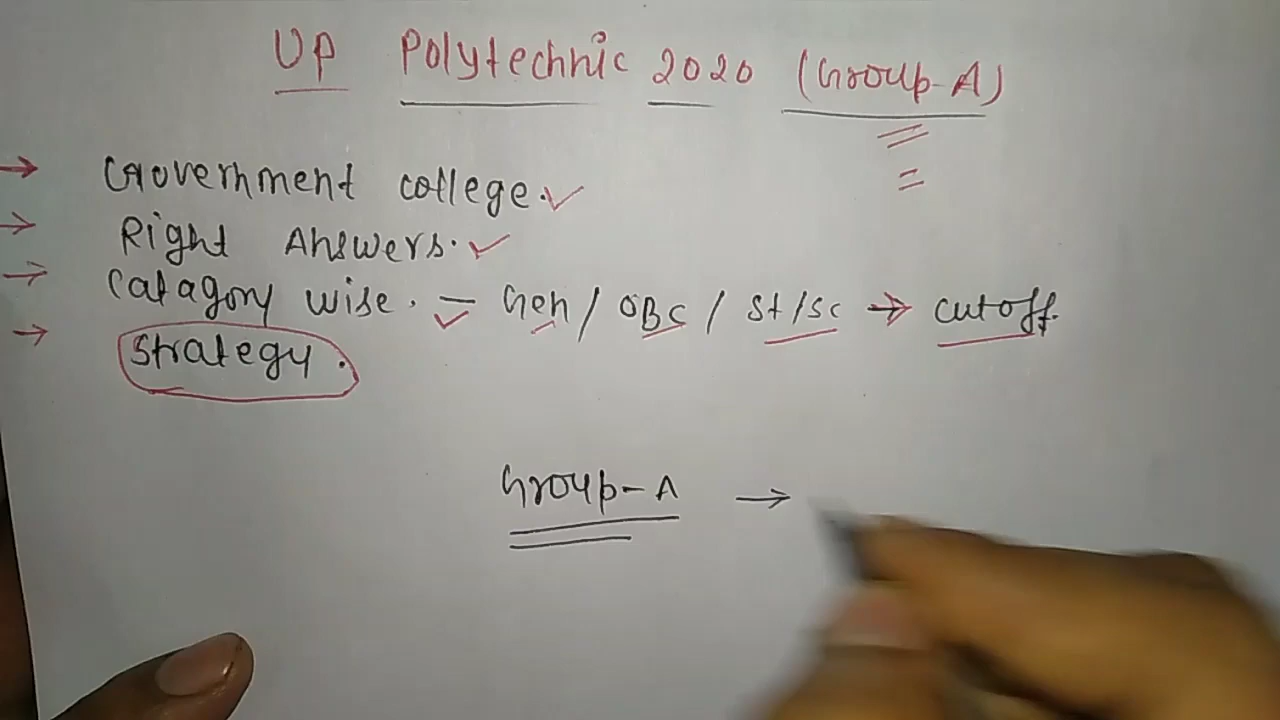 UP Polytechnic 2020 (Group-A)
→ Government college. ✓
→ Right Answers. ✓
→ Catagory wise. – Gen / OBC / St/Sc → cutoff.
→ Strategy.
Group-A →